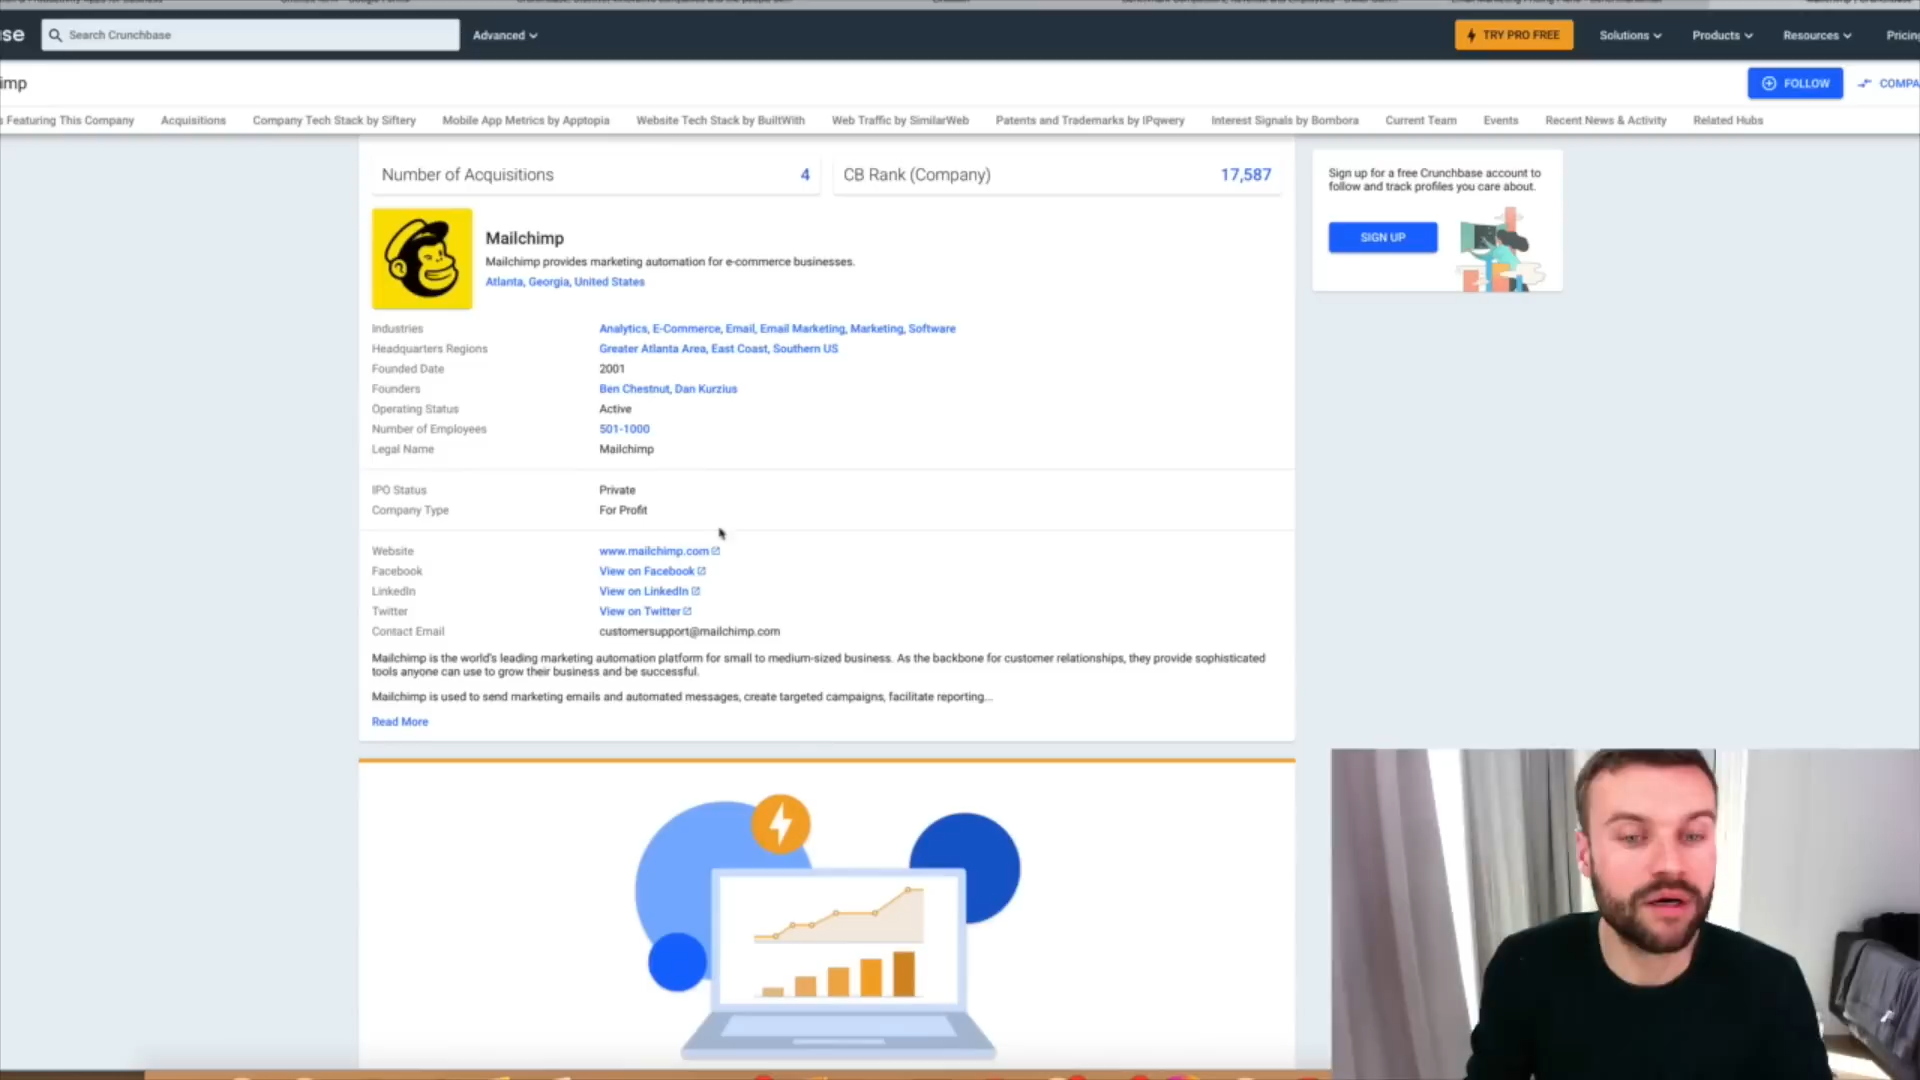 se
Search Crunchbase
Advanced
TRY PRO FREE
Solutions
Products
Resources
Pricing
imp
FOLLOW
COMPA
s Featuring This Company
Acquisitions
Company Tech Stack by Siftery
Mobile App Metrics by Apptopia
Website Tech Stack by BuiltWith
Web Traffic by SimilarWeb
Patents and Trademarks by IPqwery
Interest Signals by Bombora
Current Team
Events
Recent News & Activity
Related Hubs
Number of Acquisitions 4
CB Rank (Company) 17,587
Sign up for a free Crunchbase account to
follow and track profiles you care about.
SIGN UP
Mailchimp
Mailchimp provides marketing automation for e-commerce businesses.
Atlanta, Georgia, United States
Industries Analytics, E-Commerce, Email, Email Marketing, Marketing, Software
Headquarters Regions Greater Atlanta Area, East Coast, Southern US
Founded Date 2001
Founders Ben Chestnut, Dan Kurzius
Operating Status Active
Number of Employees 501-1000
Legal Name Mailchimp
IPO Status Private
Company Type For Profit
Website www.mailchimp.com
Facebook View on Facebook
LinkedIn View on LinkedIn
Twitter View on Twitter
Contact Email customersupport@mailchimp.com
Mailchimp is the world's leading marketing automation platform for small to medium-sized business. As the backbone for customer relationships, they provide sophisticated
tools anyone can use to grow their business and be successful.
Mailchimp is used to send marketing emails and automated messages, create targeted campaigns, facilitate reporting...
Read More